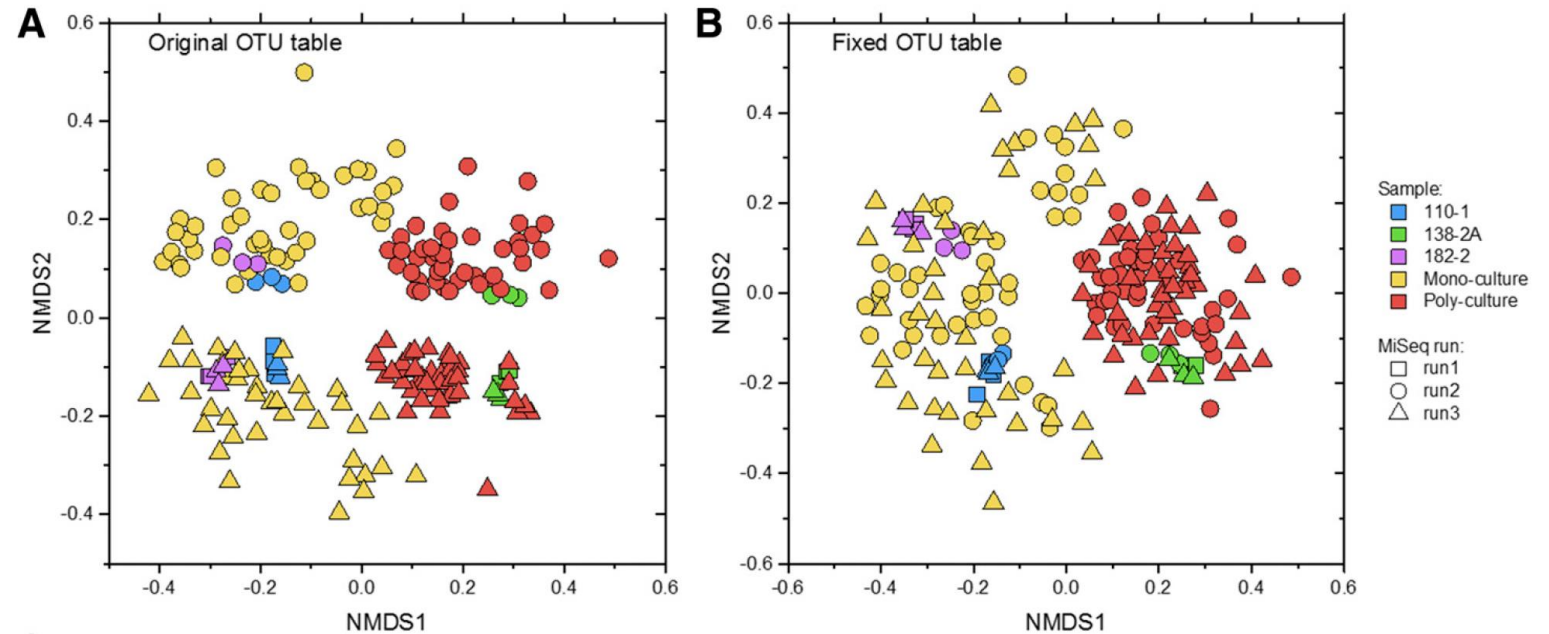 A
Original OTU table
0.6
0.4
0.2
0.0
-0.2
-0.4
NMDS2
-0.4
-0.2
0.0
0.2
0.4
0.6
NMDS1
B
Fixed OTU table
0.6
0.4
0.2
0.0
-0.2
-0.4
-0.6
NMDS2
-0.6
-0.4
-0.2
0.0
0.2
0.4
0.6
NMDS1
Sample:
110-1
138-2A
182-2
Mono-culture
Poly-culture
MiSeq run:
run1
run2
run3